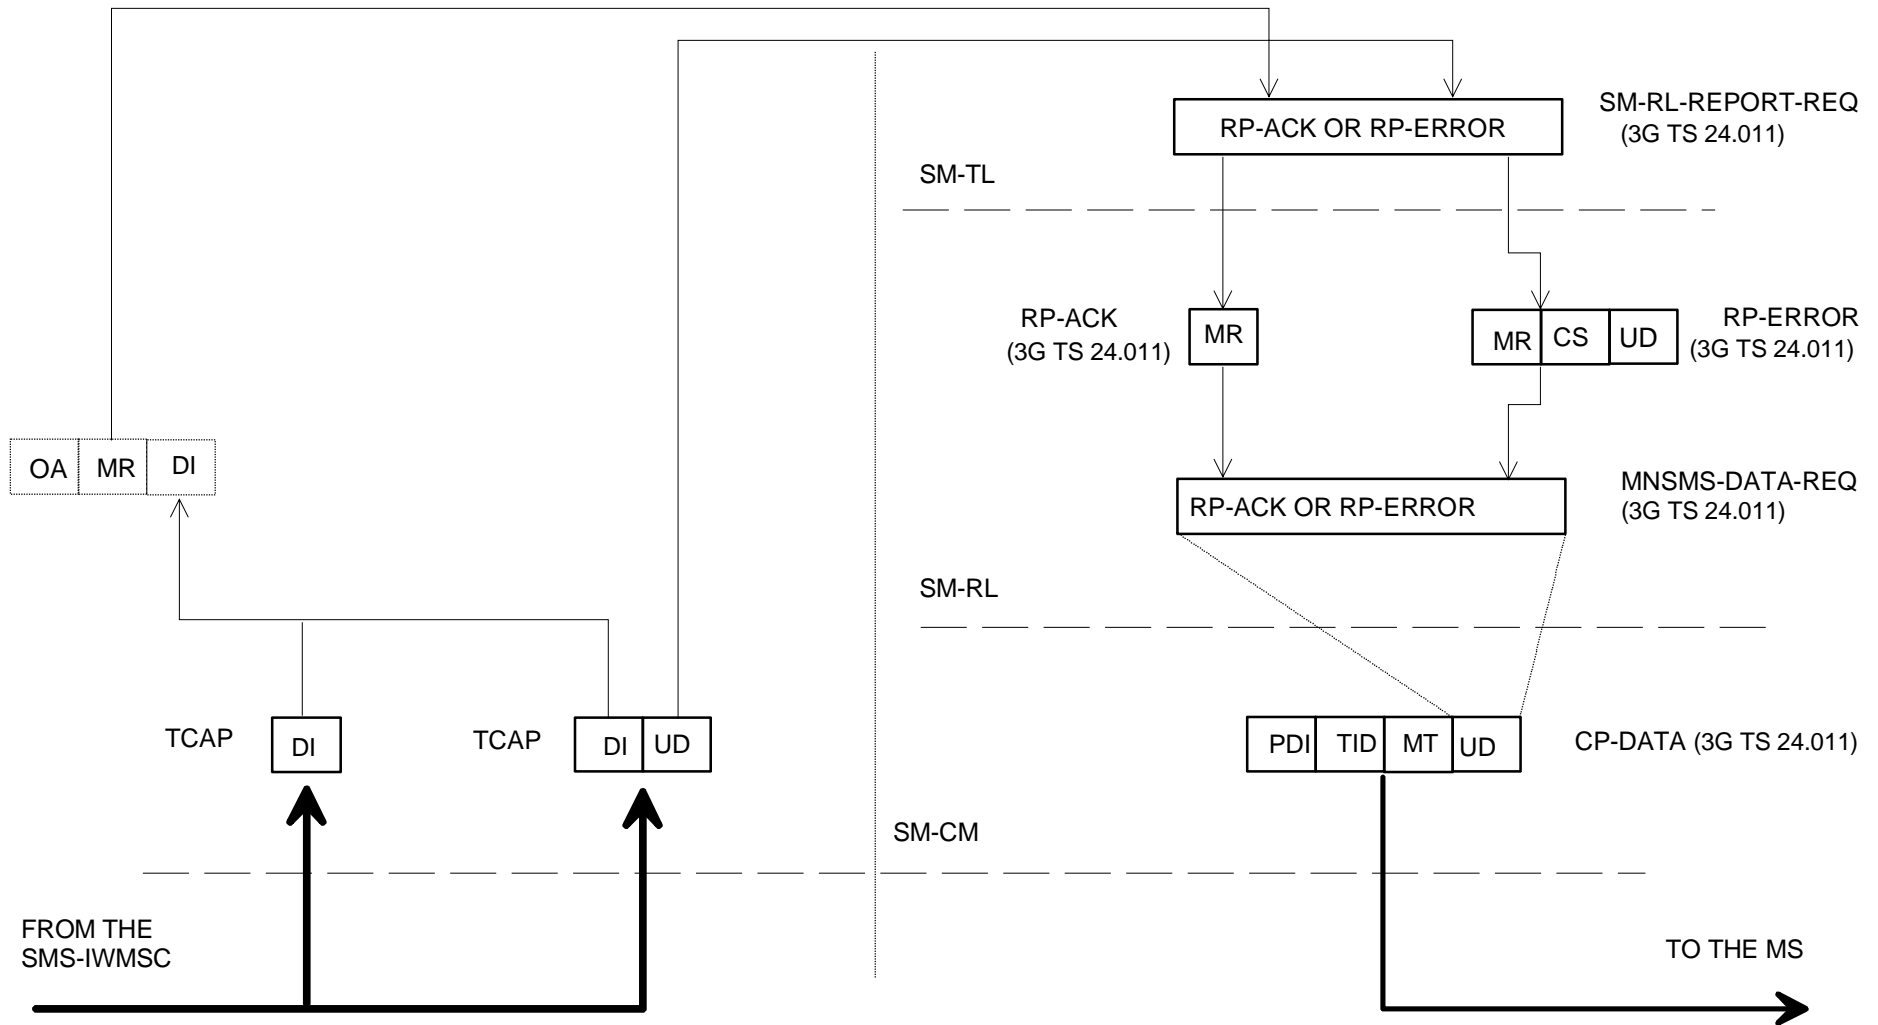 RP-ACK OR RP-ERROR
SM-RL-REPORT-REQ
(3G TS 24.011)
SM-TL
RP-ACK
(3G TS 24.011)
MR
MR CS UD
RP-ERROR
(3G TS 24.011)
OA MR DI
RP-ACK OR RP-ERROR
MNSMS-DATA-REQ
(3G TS 24.011)
SM-RL
TCAP DI
TCAP DI UD
PDI TID MT UD
CP-DATA (3G TS 24.011)
SM-CM
FROM THE
SMS-IWMSC
TO THE MS